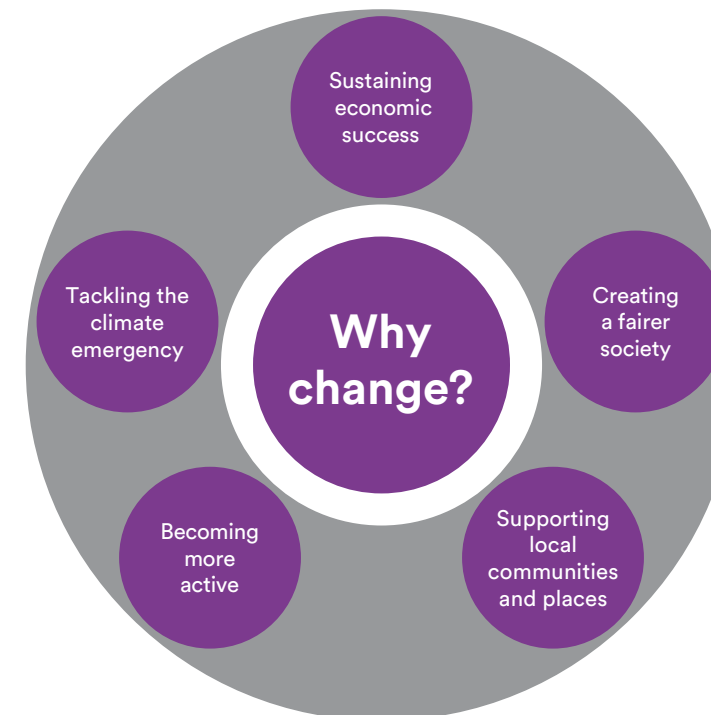 Sustaining
economic
success
Tackling the
climate
emergency
Why
change?
Creating
a fairer
society
Becoming
more
active
Supporting
local
communities
and places